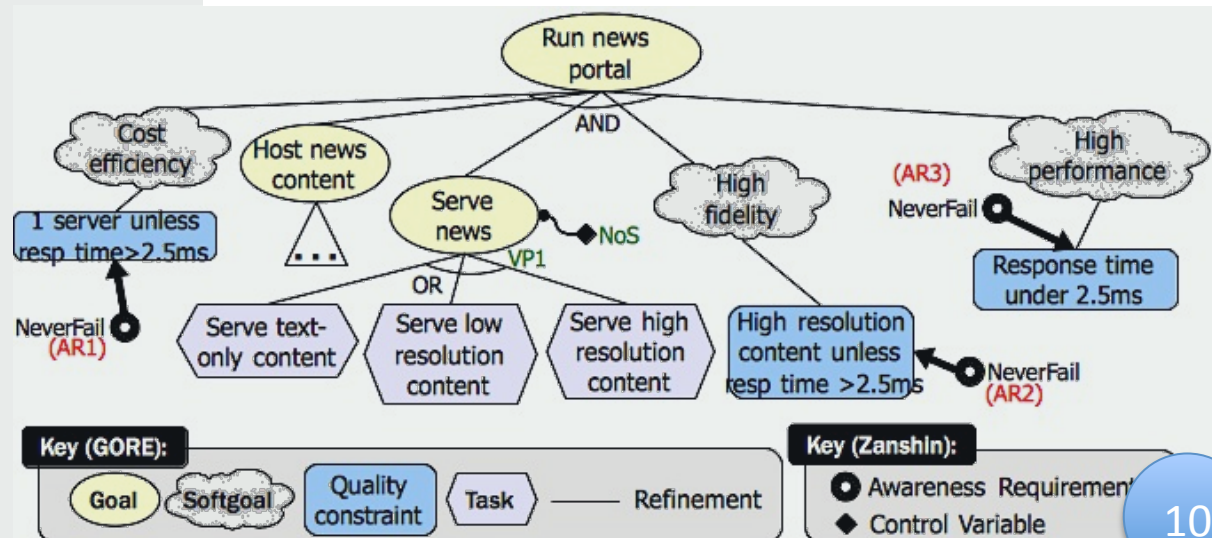 Run news
portal
AND
Cost
efficiency
Host news
content
...
Serve
news
NoS
VP1
OR
High
fidelity
High
performance
(AR3)
NeverFail
1 server unless
resp time>2.5ms
NeverFail
(AR1)
Serve text-
only content
Serve low
resolution
content
Serve high
resolution
content
High resolution
content unless
resp time >2.5ms
NeverFail
(AR2)
Response time
under 2.5ms
Key (GORE):
Goal
Softgoal
Quality
constraint
Task
Refinement
Key (Zanshin):
Awareness Requirement
Control Variable
10